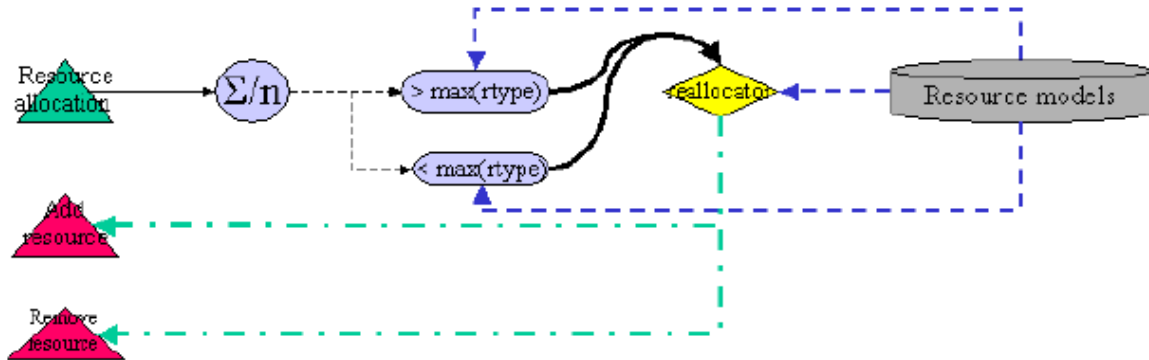 Resource
allocation
Σ/n
> max(rtype)
reallocator
Resource models
< max(rtype)
Add
resource
Remove
resource